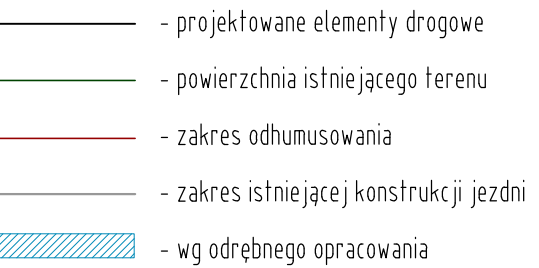 - projektowane elementy drogowe
- powierzchnia istniejącego terenu
- zakres odhumusowania
- zakres istniejącej konstrukcji jezdni
- wg odrębnego opracowania